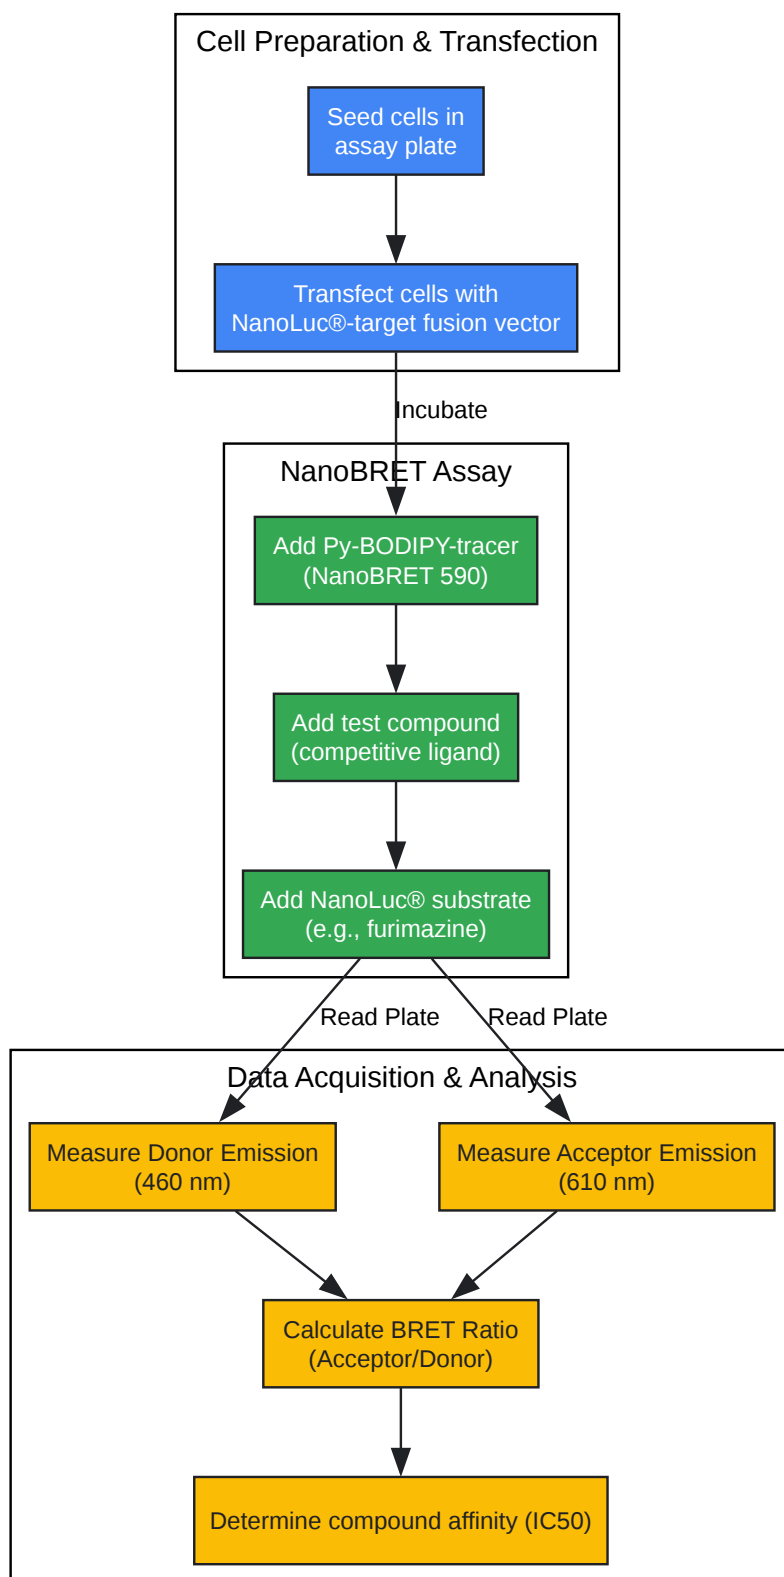 Cell Preparation & Transfection
Seed cells in
assay plate
Transfect cells with
NanoLuc®-target fusion vector
Incubate
NanoBRET Assay
Add Py-BODIPY-tracer
(NanoBRET 590)
Add test compound
(competitive ligand)
Add NanoLuc® substrate
(e.g., furimazine)
Read Plate
Read Plate
Data Acquisition & Analysis
Measure Donor Emission
(460 nm)
Measure Acceptor Emission
(610 nm)
Calculate BRET Ratio
(Acceptor/Donor)
Determine compound affinity (IC50)